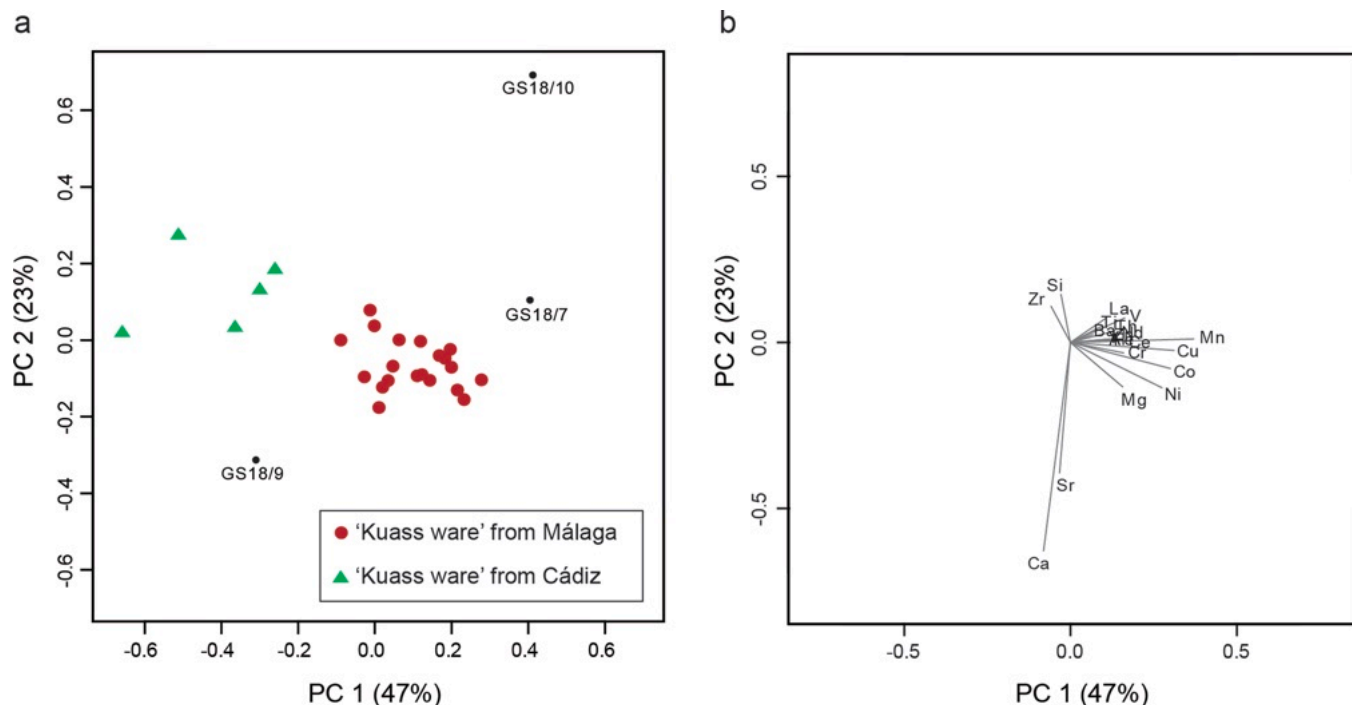 a
GS18/10
GS18/7
GS18/9
'Kuass ware' from Málaga
'Kuass ware' from Cádiz
0.6
0.4
0.2
0.0
-0.2
-0.4
-0.6
PC 2 (23%)
-0.6
-0.4
-0.2
0.0
0.2
0.4
0.6
PC 1 (47%)
b
0.5
0.0
-0.5
PC 2 (23%)
Si
Zr
La
V
Ba
Mn
Ce
Cr
Cu
Co
Mg
Ni
Sr
Ca
-0.5
0.0
0.5
PC 1 (47%)